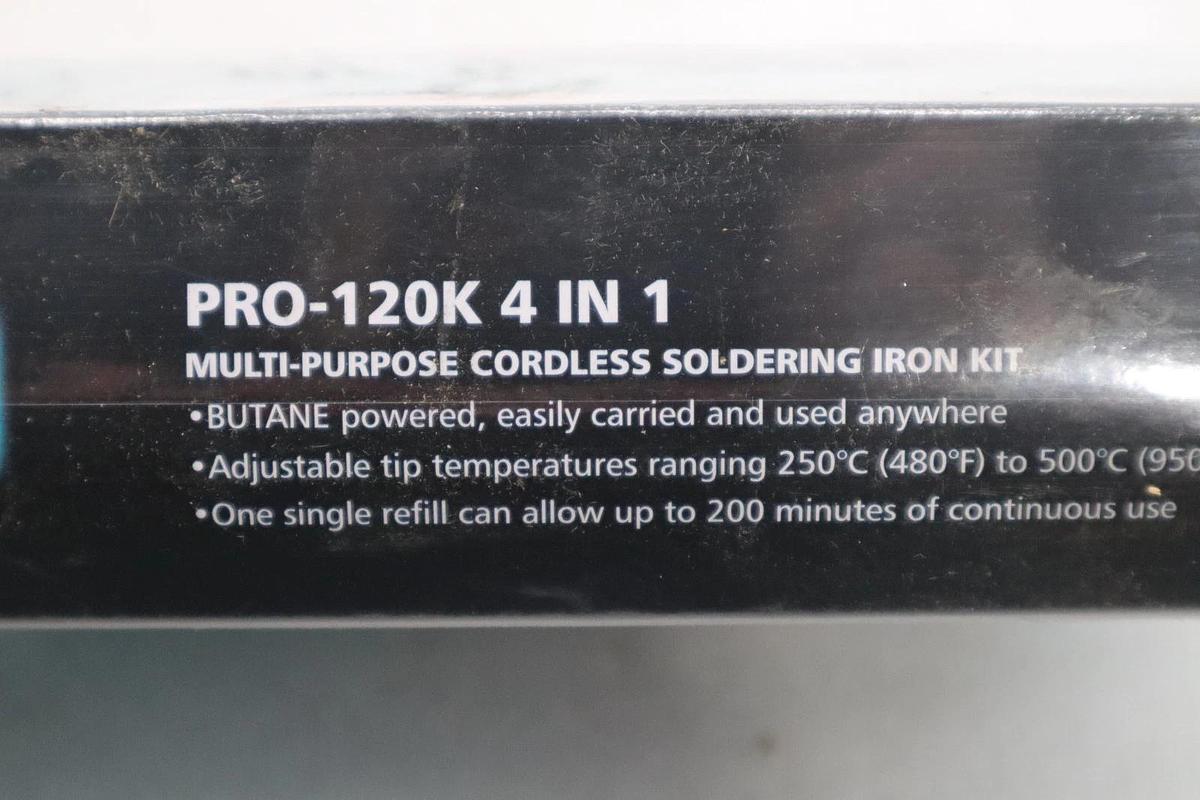 PRO-120K 4 IN 1
MULTI-PURPOSE CORDLESS SOLDERING IRON KIT
•BUTANE powered, easily carried and used anywhere
•Adjustable tip temperatures ranging 250°C (480°F) to 500°C (950
•One single refill can allow up to 200 minutes of continuous use